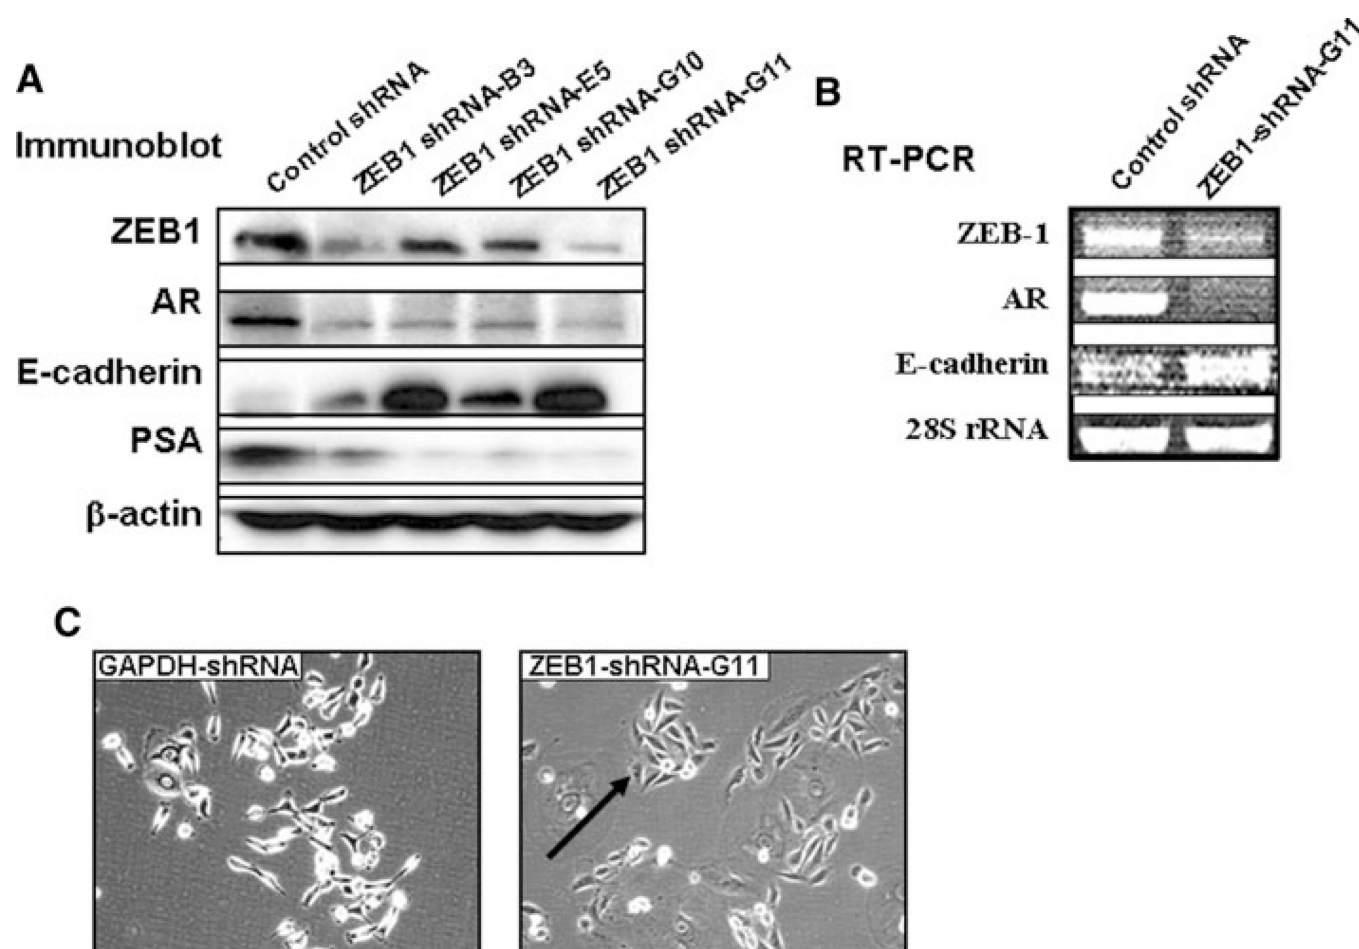 A
Immunoblot
Control shRNA
ZEB1 shRNA-B3
ZEB1 shRNA-E5
ZEB1 shRNA-G10
ZEB1 shRNA-G11
ZEB1
AR
E-cadherin
PSA
β-actin
B
RT-PCR
Control shRNA
ZEB1-shRNA-G11
ZEB-1
AR
E-cadherin
28S rRNA
C
GAPDH-shRNA
ZEB1-shRNA-G11